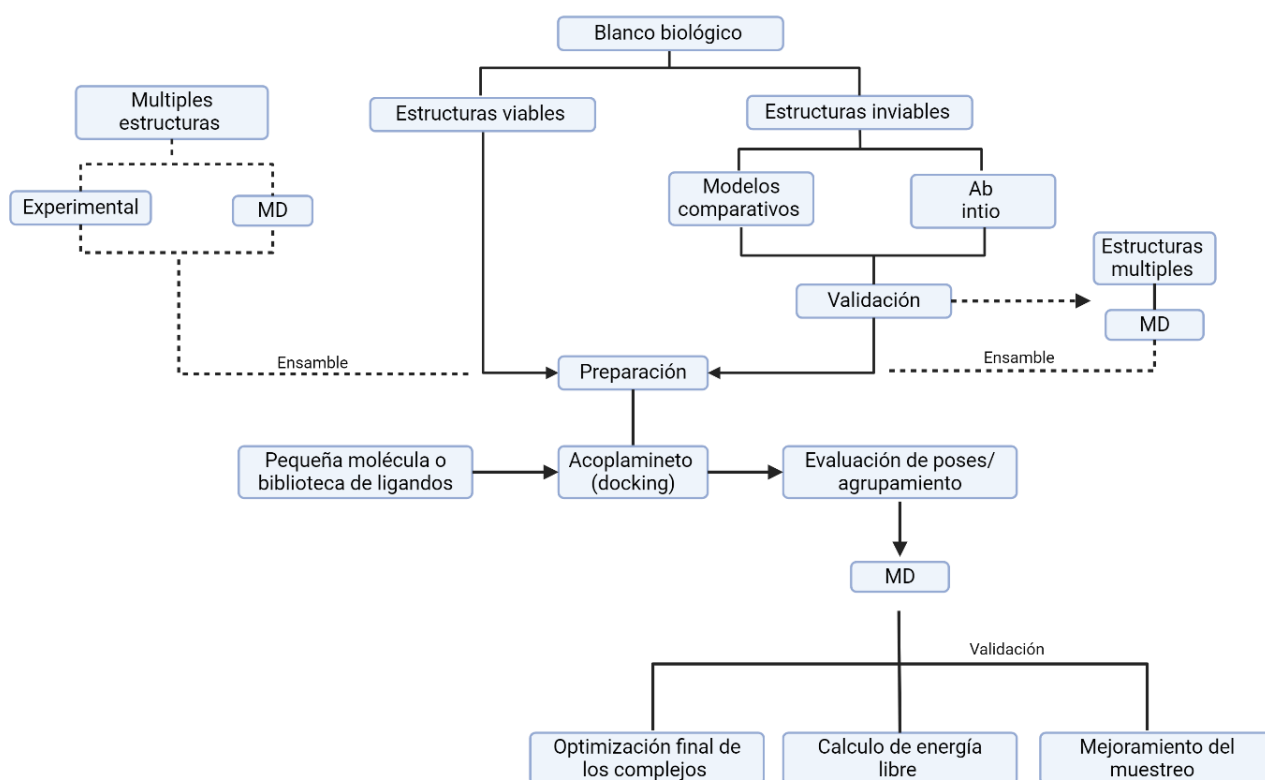 Blanco biológico
Multiples
estructuras
Estructuras viables
Estructuras inviables
Experimental
MD
Modelos
comparativos
Ab
intio
Estructuras
multiples
Validación
MD
Ensamble
Preparación
Ensamble
Pequeña molécula o
biblioteca de ligandos
Acoplamineto
(docking)
Evaluación de poses/
agrupamiento
MD
Validación
Optimización final de
los complejos
Calculo de energía
libre
Mejoramiento del
muestreo